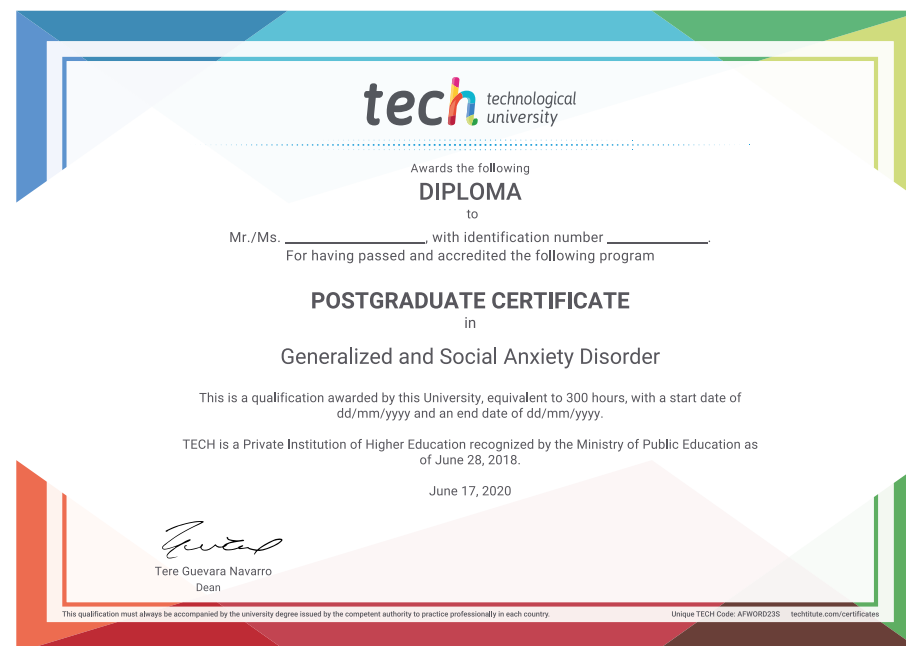 tech technological
university
Awards the following
DIPLOMA
to
Mr./Ms. ____________________, with identification number ______________.
For having passed and accredited the following program
POSTGRADUATE CERTIFICATE
in
Generalized and Social Anxiety Disorder
This is a qualification awarded by this University, equivalent to 300 hours, with a start date of
dd/mm/yyyy and an end date of dd/mm/yyyy.
TECH is a Private Institution of Higher Education recognized by the Ministry of Public Education as
of June 28, 2018.
June 17, 2020
Tere Guevara Navarro
Dean
This qualification must always be accompanied by the university degree issued by the competent authority to practice professionally in each country.
Unique TECH Code: AFWORD23S techtitute.com/certificates